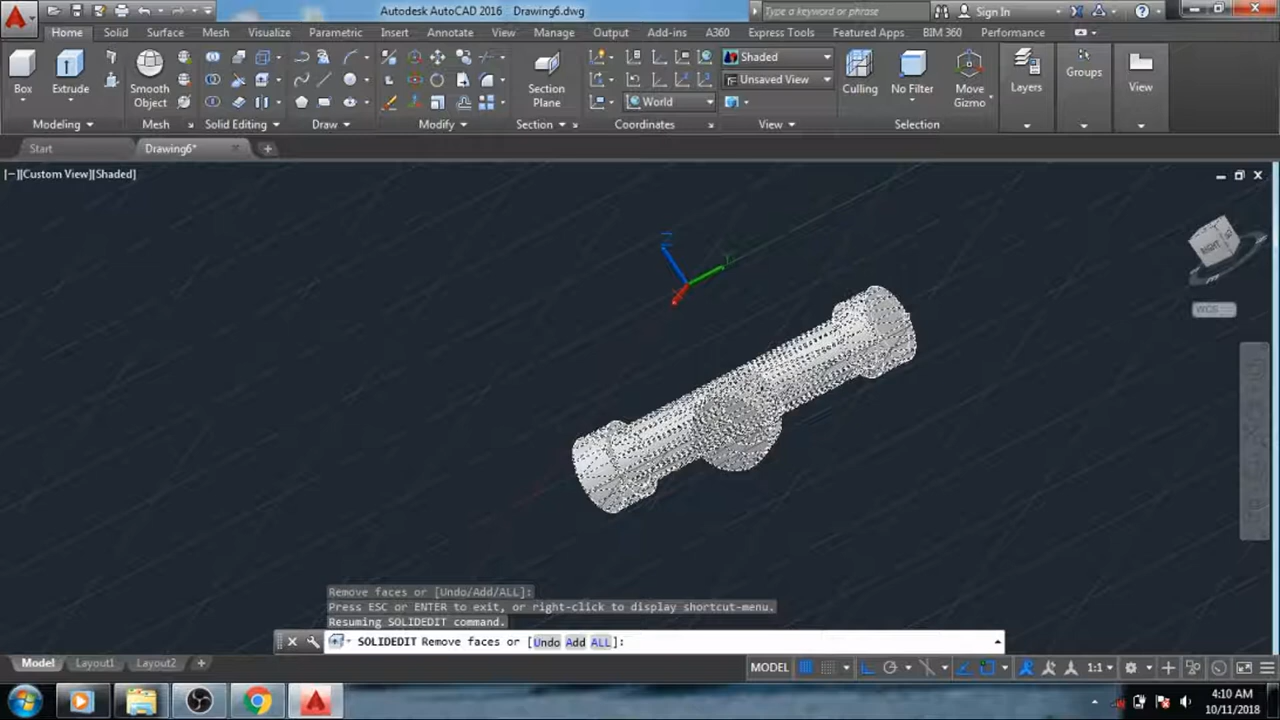 Autodesk AutoCAD 2016 Drawing6.dwg
Type a keyword or phrase
Sign In
Home Solid Surface Mesh Visualize Parametric Insert Annotate View Manage Output Add-ins A360 Express Tools Featured Apps BIM 360 Performance
Box
Extrude
Smooth Object
Section Plane
Shaded
Unsaved View
World
Culling
No Filter
Move Gizmo
Layers
Groups
View
Modeling
Mesh
Solid Editing
Draw
Modify
Section
Coordinates
View
Selection
Start
Drawing6*
[−][Custom View][Shaded]
Z
Y
RIGHT
WCS
Remove faces or [Undo/Add/ALL]:
Press ESC or ENTER to exit, or right-click to display shortcut-menu.
Resuming SOLIDEDIT command.
SOLIDEDIT Remove faces or [Undo Add ALL]:
Model Layout1 Layout2
MODEL
1:1
4:10 AM
10/11/2018